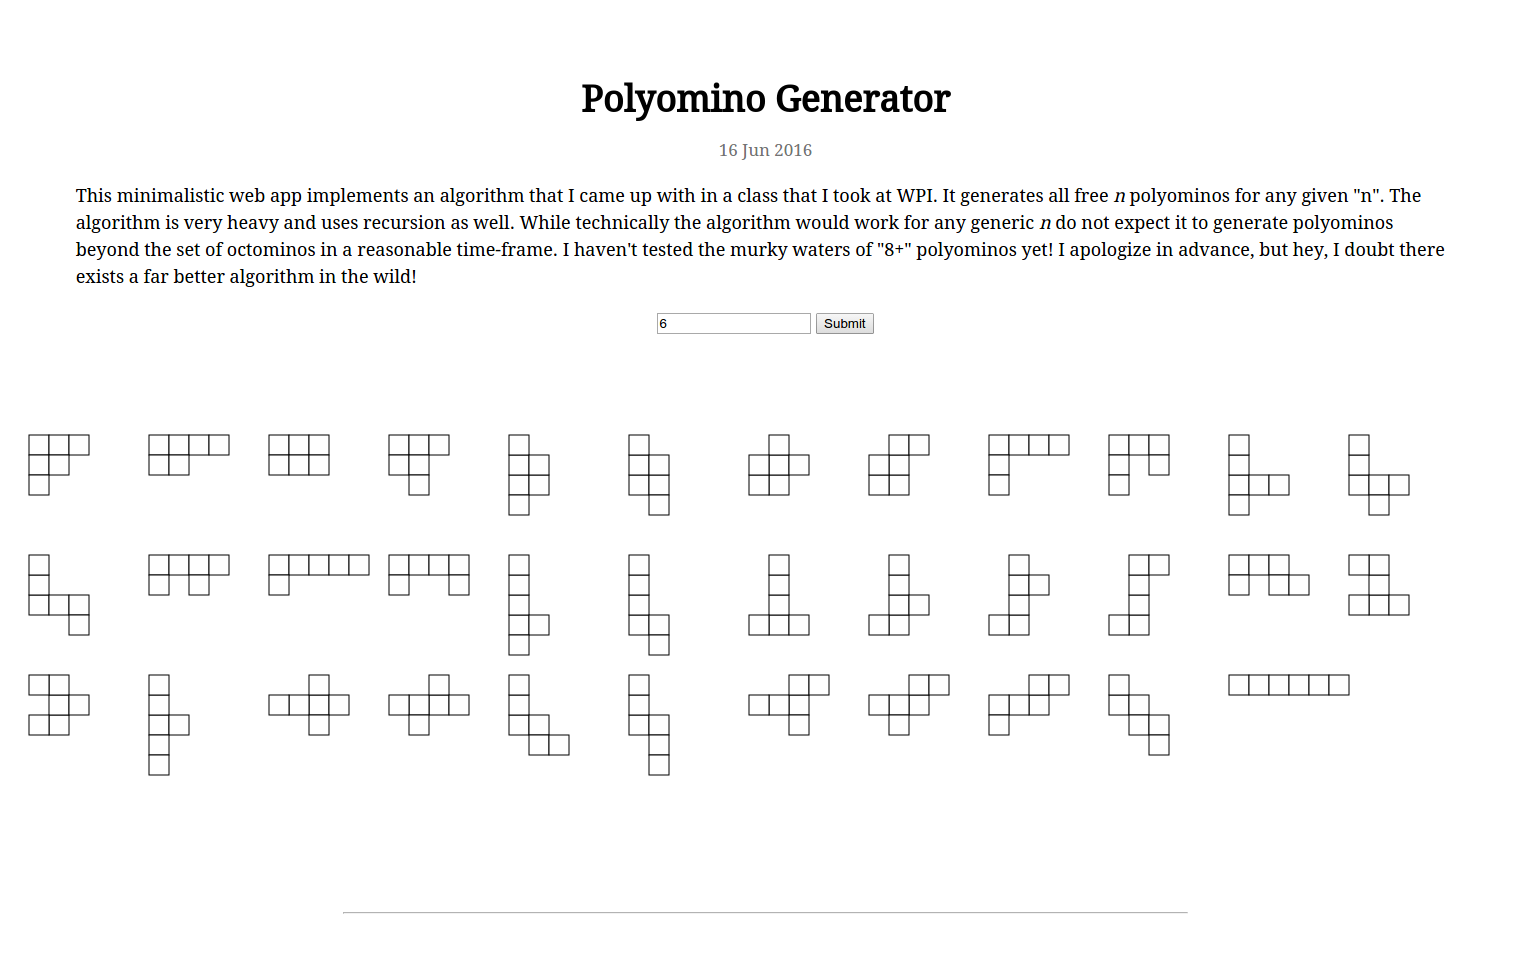 Polyomino Generator
16 Jun 2016
This minimalistic web app implements an algorithm that I came up with in a class that I took at WPI. It generates all free n polyominos for any given "n". The
algorithm is very heavy and uses recursion as well. While technically the algorithm would work for any generic n do not expect it to generate polyominos
beyond the set of octominos in a reasonable time-frame. I haven't tested the murky waters of "8+" polyominos yet! I apologize in advance, but hey, I doubt there
exists a far better algorithm in the wild!
6 Submit